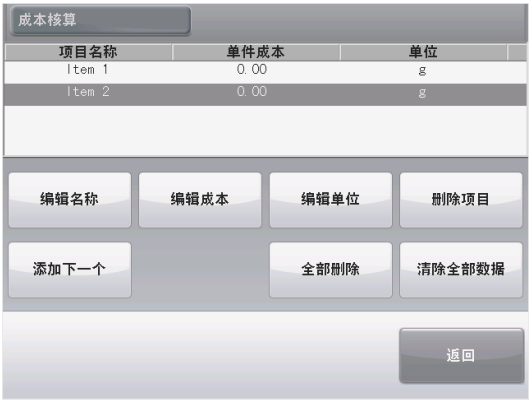 成本核算
项目名称 单件成本 单位
Item 1 0.00 g
Item 2 0.00 g
编辑名称 编辑成本 编辑单位 删除项目
添加下一个 全部删除 清除全部数据
返回